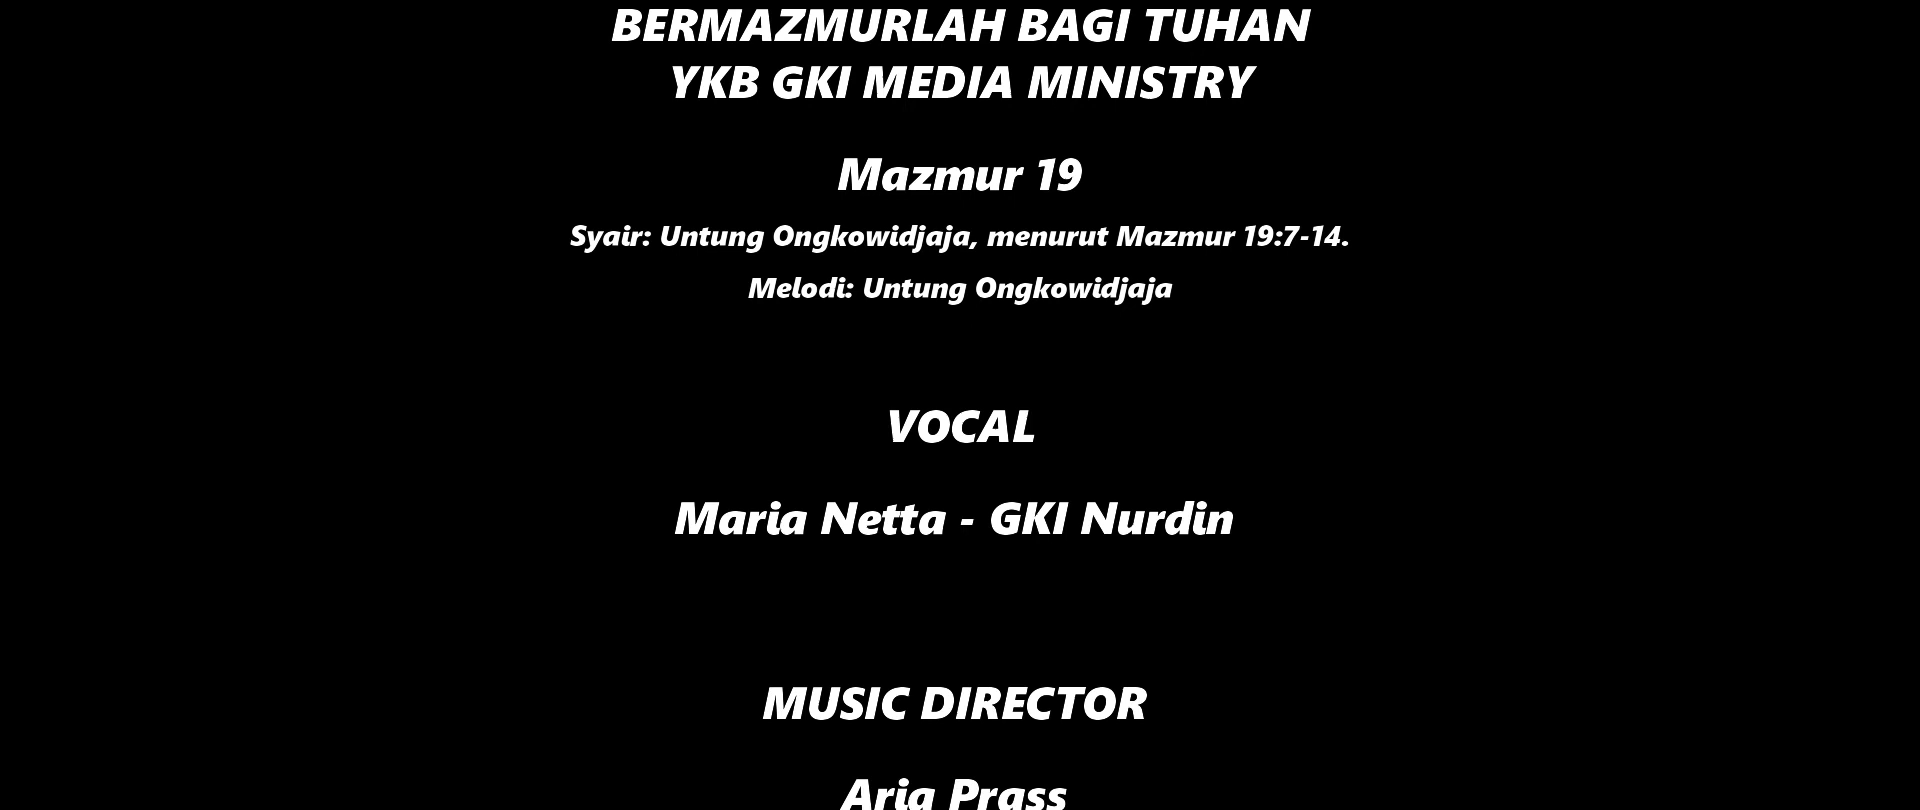 BERMAZMURLAH BAGI TUHAN
YKB GKI MEDIA MINISTRY
Mazmur 19
Syair: Untung Ongkowidjaja, menurut Mazmur 19:7-14.
Melodi: Untung Ongkowidjaja
VOCAL
Maria Netta - GKI Nurdin
MUSIC DIRECTOR
Aria Prass